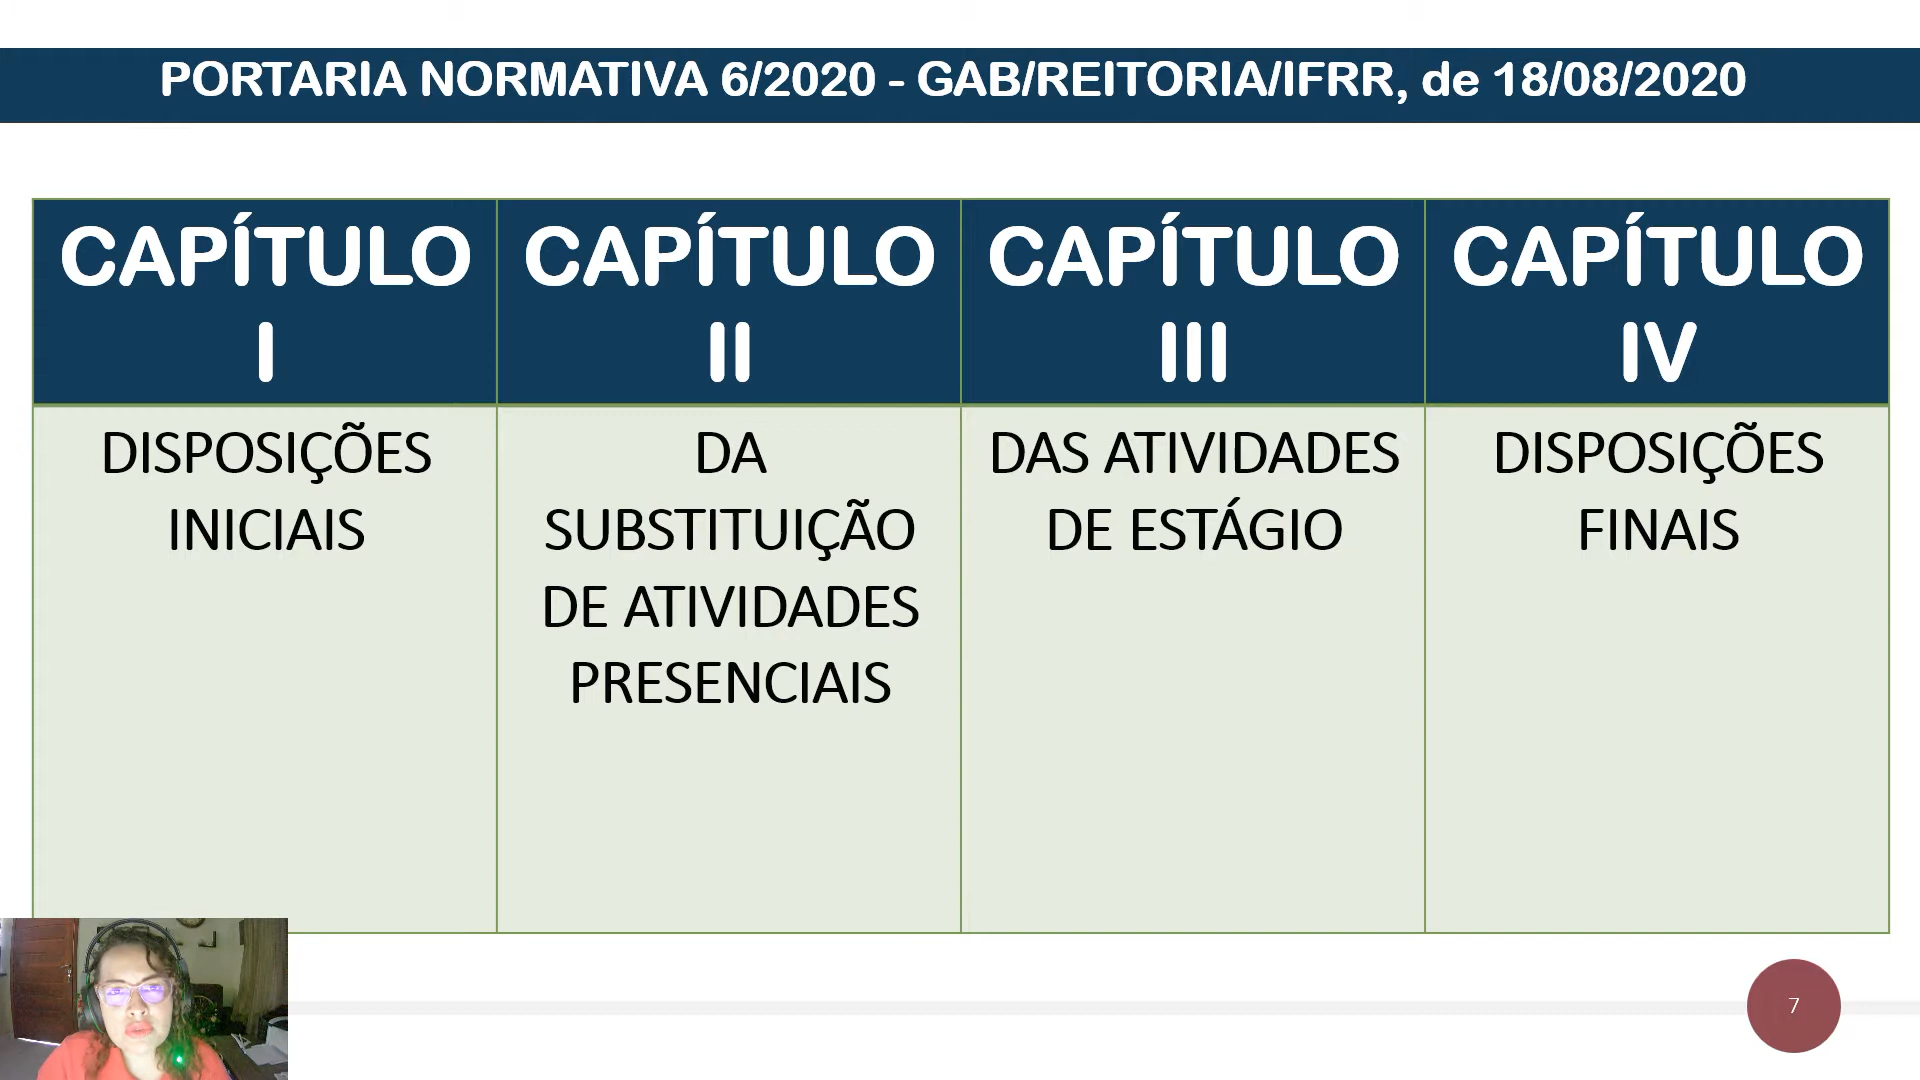 PORTARIA NORMATIVA 6/2020 - GAB/REITORIA/IFRR, de 18/08/2020
CAPÍTULO
I
CAPÍTULO
II
CAPÍTULO
III
CAPÍTULO
IV
DISPOSIÇÕES
INICIAIS
DA
SUBSTITUIÇÃO
DE ATIVIDADES
PRESENCIAIS
DAS ATIVIDADES
DE ESTÁGIO
DISPOSIÇÕES
FINAIS
7